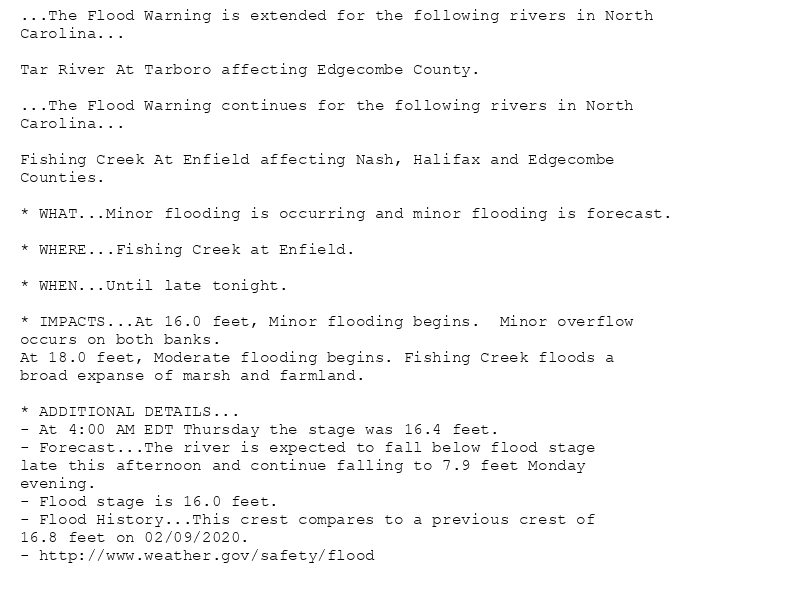 ...The Flood Warning is extended for the following rivers in North
Carolina...
Tar River At Tarboro affecting Edgecombe County.
...The Flood Warning continues for the following rivers in North
Carolina...
Fishing Creek At Enfield affecting Nash, Halifax and Edgecombe
Counties.
* WHAT...Minor flooding is occurring and minor flooding is forecast.
* WHERE...Fishing Creek at Enfield.
* WHEN...Until late tonight.
* IMPACTS...At 16.0 feet, Minor flooding begins.  Minor overflow
occurs on both banks.
At 18.0 feet, Moderate flooding begins. Fishing Creek floods a
broad expanse of marsh and farmland.
* ADDITIONAL DETAILS...
- At 4:00 AM EDT Thursday the stage was 16.4 feet.
- Forecast...The river is expected to fall below flood stage
late this afternoon and continue falling to 7.9 feet Monday
evening.
- Flood stage is 16.0 feet.
- Flood History...This crest compares to a previous crest of
16.8 feet on 02/09/2020.
- http://www.weather.gov/safety/flood